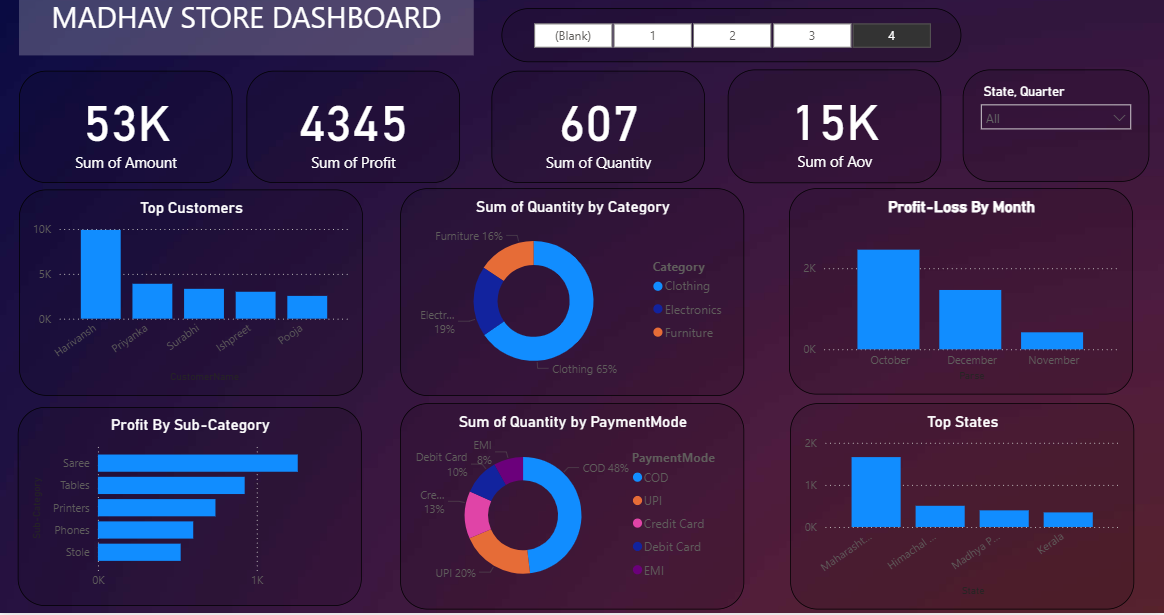 MADHAV STORE DASHBOARD
(Blank) 1 2 3 4
53K
Sum of Amount
4345
Sum of Profit
607
Sum of Quantity
15K
Sum of Aov
State, Quarter
All
Top Customers
10K
5K
0K
Harivansh
Priyanka
Surabhi
Ishpreet
Pooja
CustomerName
Sum of Quantity by Category
Furniture 16%
Electr...
19%
Clothing 65%
Category
Clothing
Electronics
Furniture
Profit-Loss By Month
2K
0K
October
December
November
Month
Profit By Sub-Category
Sub-Category
Saree
Tables
Printers
Phones
Stole
0K
1K
Sum of Quantity by PaymentMode
EMI
8%
Debit Card
10%
Cre...
13%
UPI 20%
COD 48%
PaymentMode
COD
UPI
Credit Card
Debit Card
EMI
Top States
2K
1K
0K
Maharasht...
Himachal ...
Madhya P...
Kerala
State